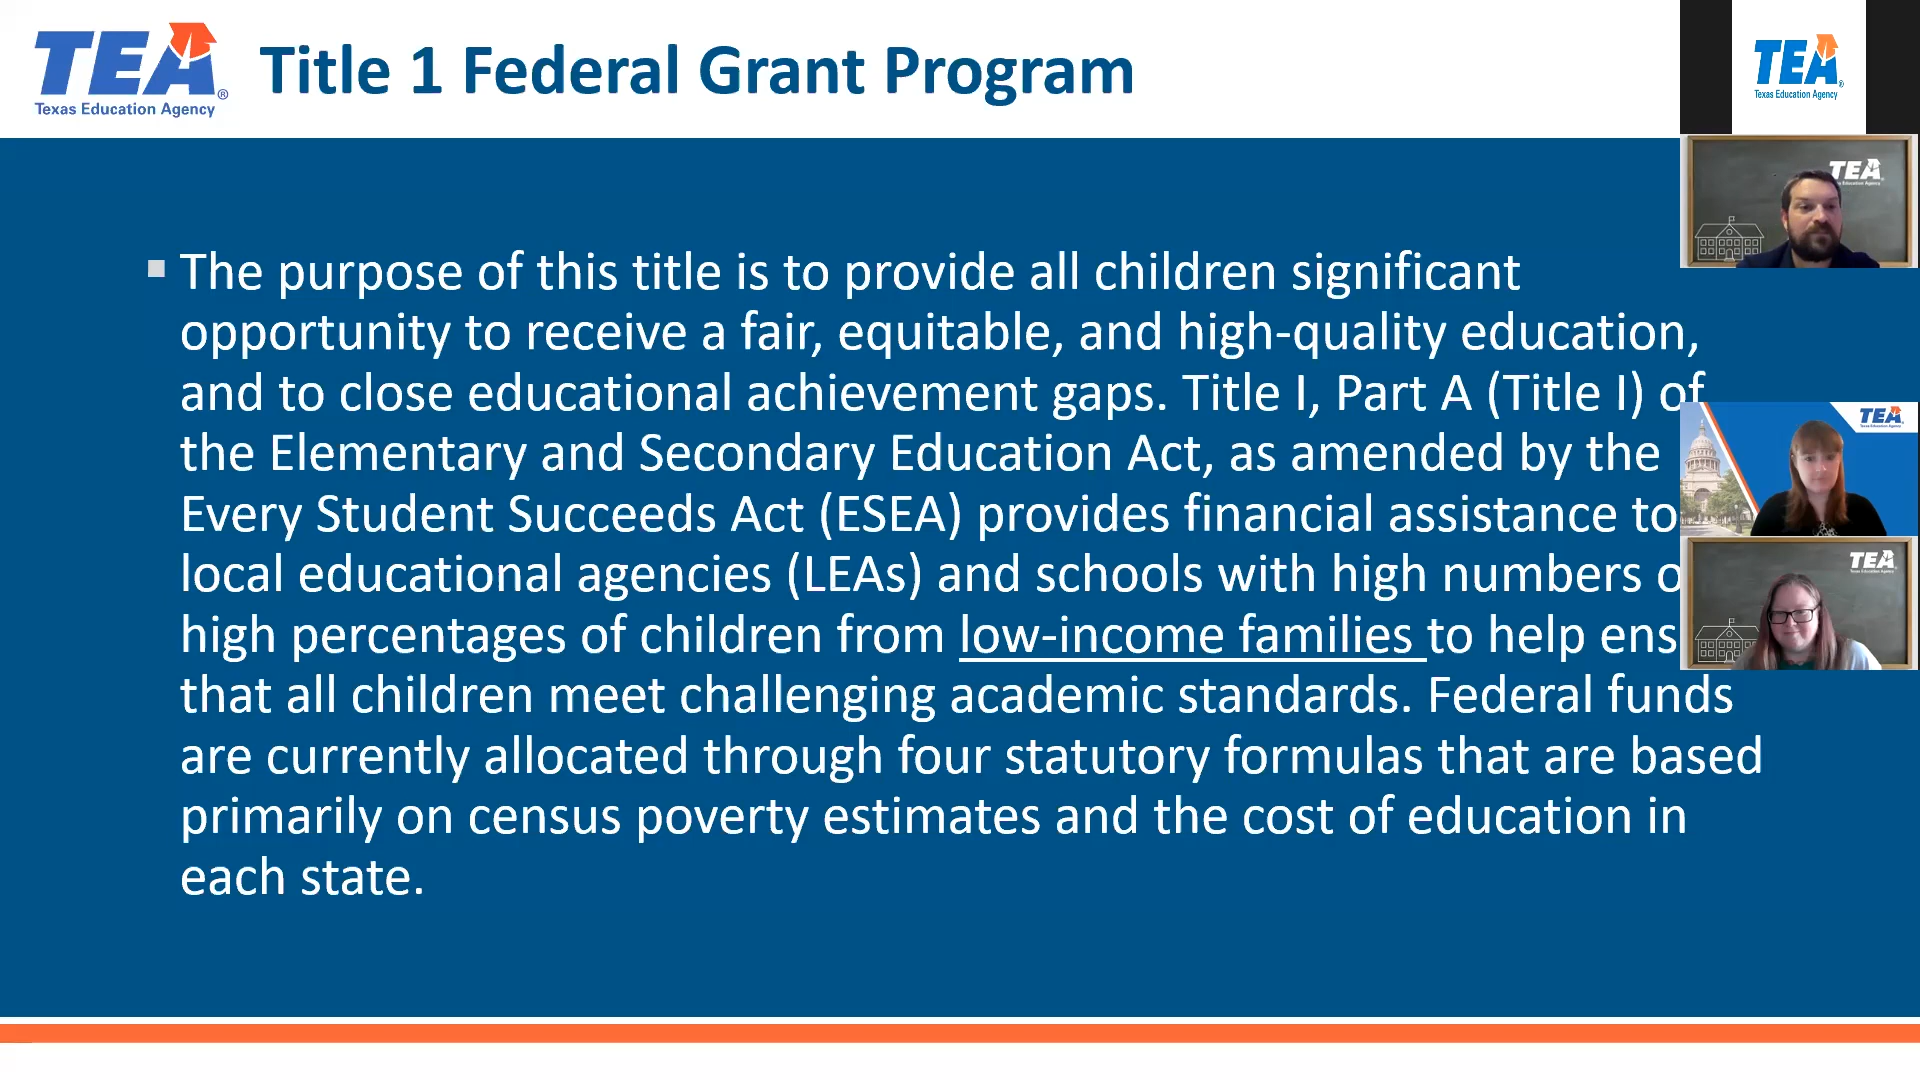 TEA
Texas Education Agency
Title 1 Federal Grant Program
▪ The purpose of this title is to provide all children significant
opportunity to receive a fair, equitable, and high-quality education,
and to close educational achievement gaps. Title I, Part A (Title I) of
the Elementary and Secondary Education Act, as amended by the
Every Student Succeeds Act (ESEA) provides financial assistance to
local educational agencies (LEAs) and schools with high numbers
high percentages of children from low-income families to help
that all children meet challenging academic standards. Federal funds
are currently allocated through four statutory formulas that are based
primarily on census poverty estimates and the cost of education in
each state.
TEA
Texas Education Agency
TEA
TEA
TEA